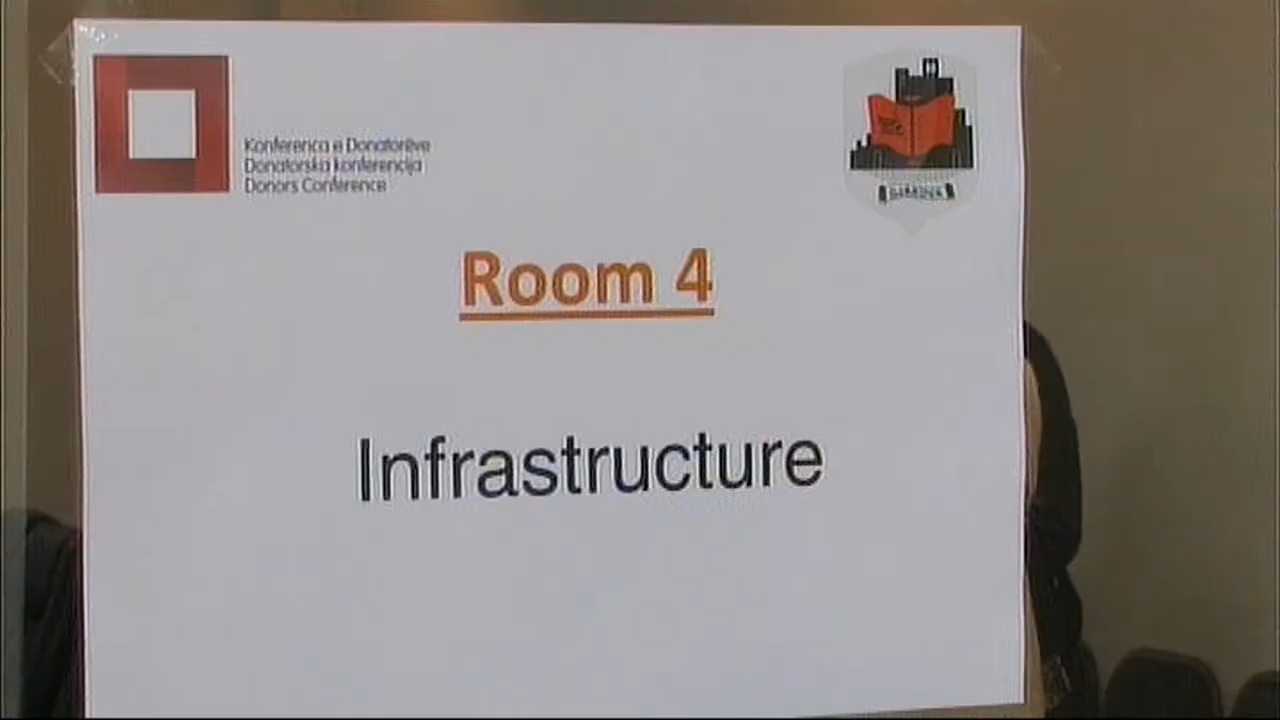 Konferenca e Donatorëve
Donatorska konferencija
Donors Conference
Room 4
Infrastructure